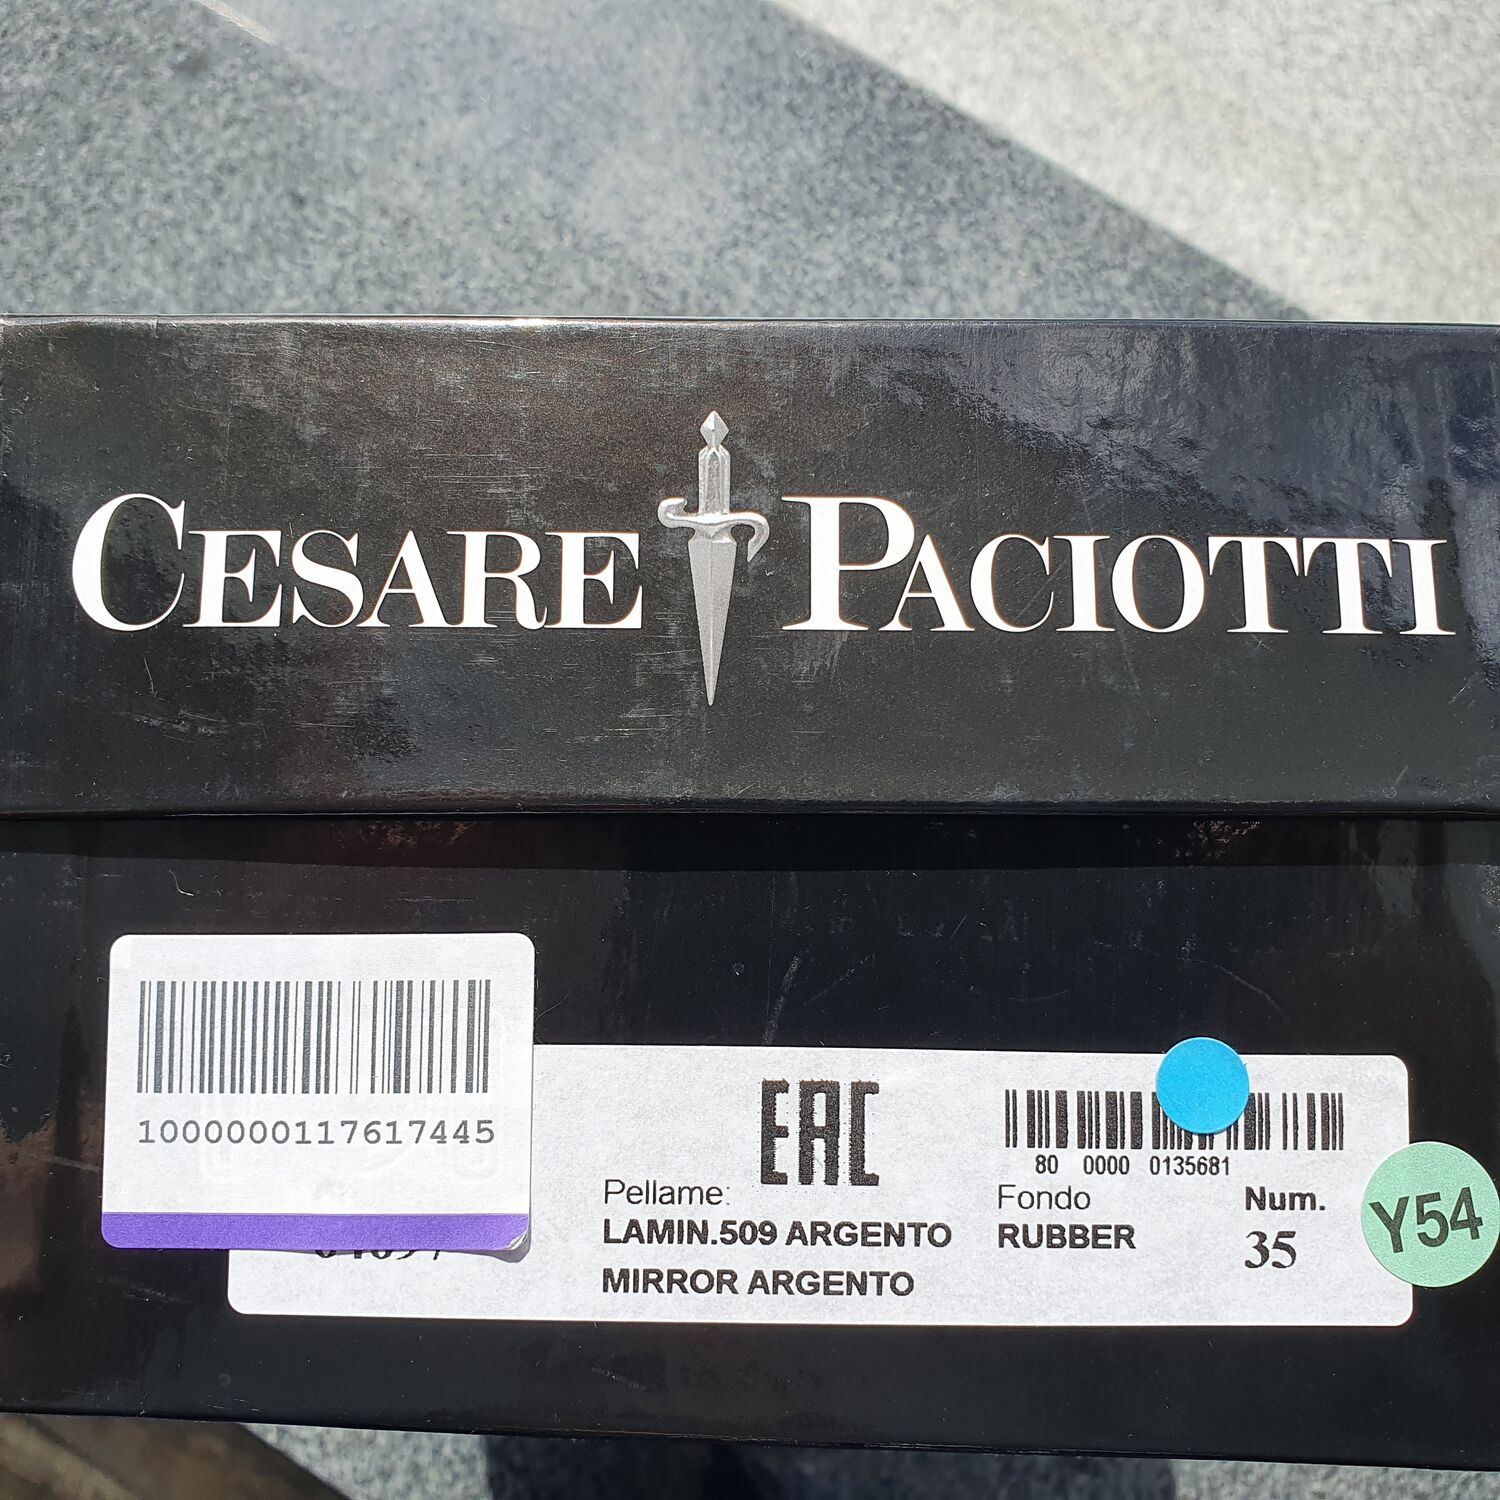 CESARE PACIOTTI
1000000117617445
EAC
80 0000 0135681
Pellame:
LAMIN.509 ARGENTO
MIRROR ARGENTO
Fondo
RUBBER
Num.
35
Y54